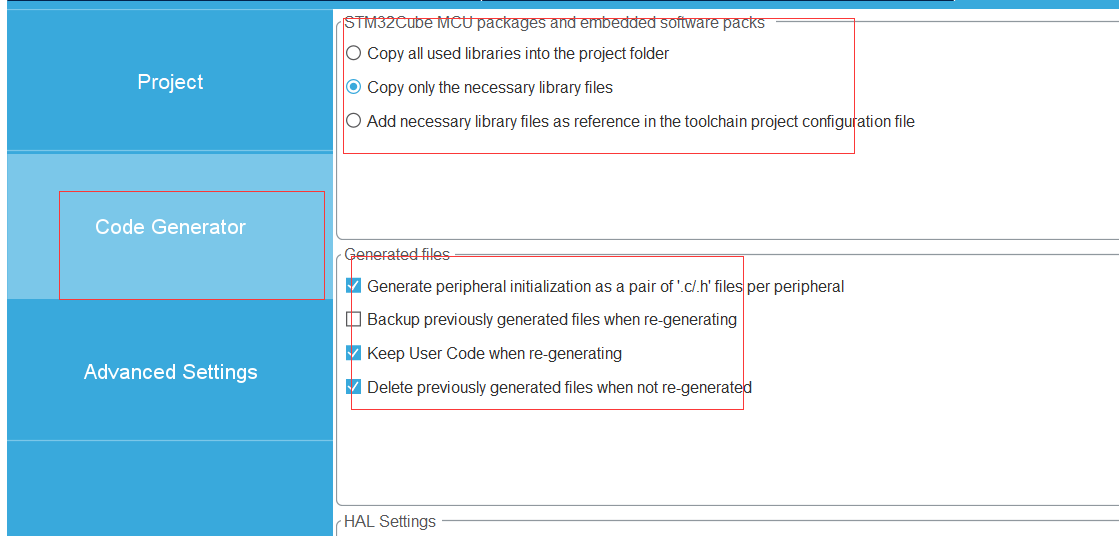 Project
Code Generator
Advanced Settings
STM32Cube MCU packages and embedded software packs
Copy all used libraries into the project folder
Copy only the necessary library files
Add necessary library files as reference in the toolchain project configuration file
Generated files
Generate peripheral initialization as a pair of '.c/.h' files per peripheral
Backup previously generated files when re-generating
Keep User Code when re-generating
Delete previously generated files when not re-generated
HAL Settings